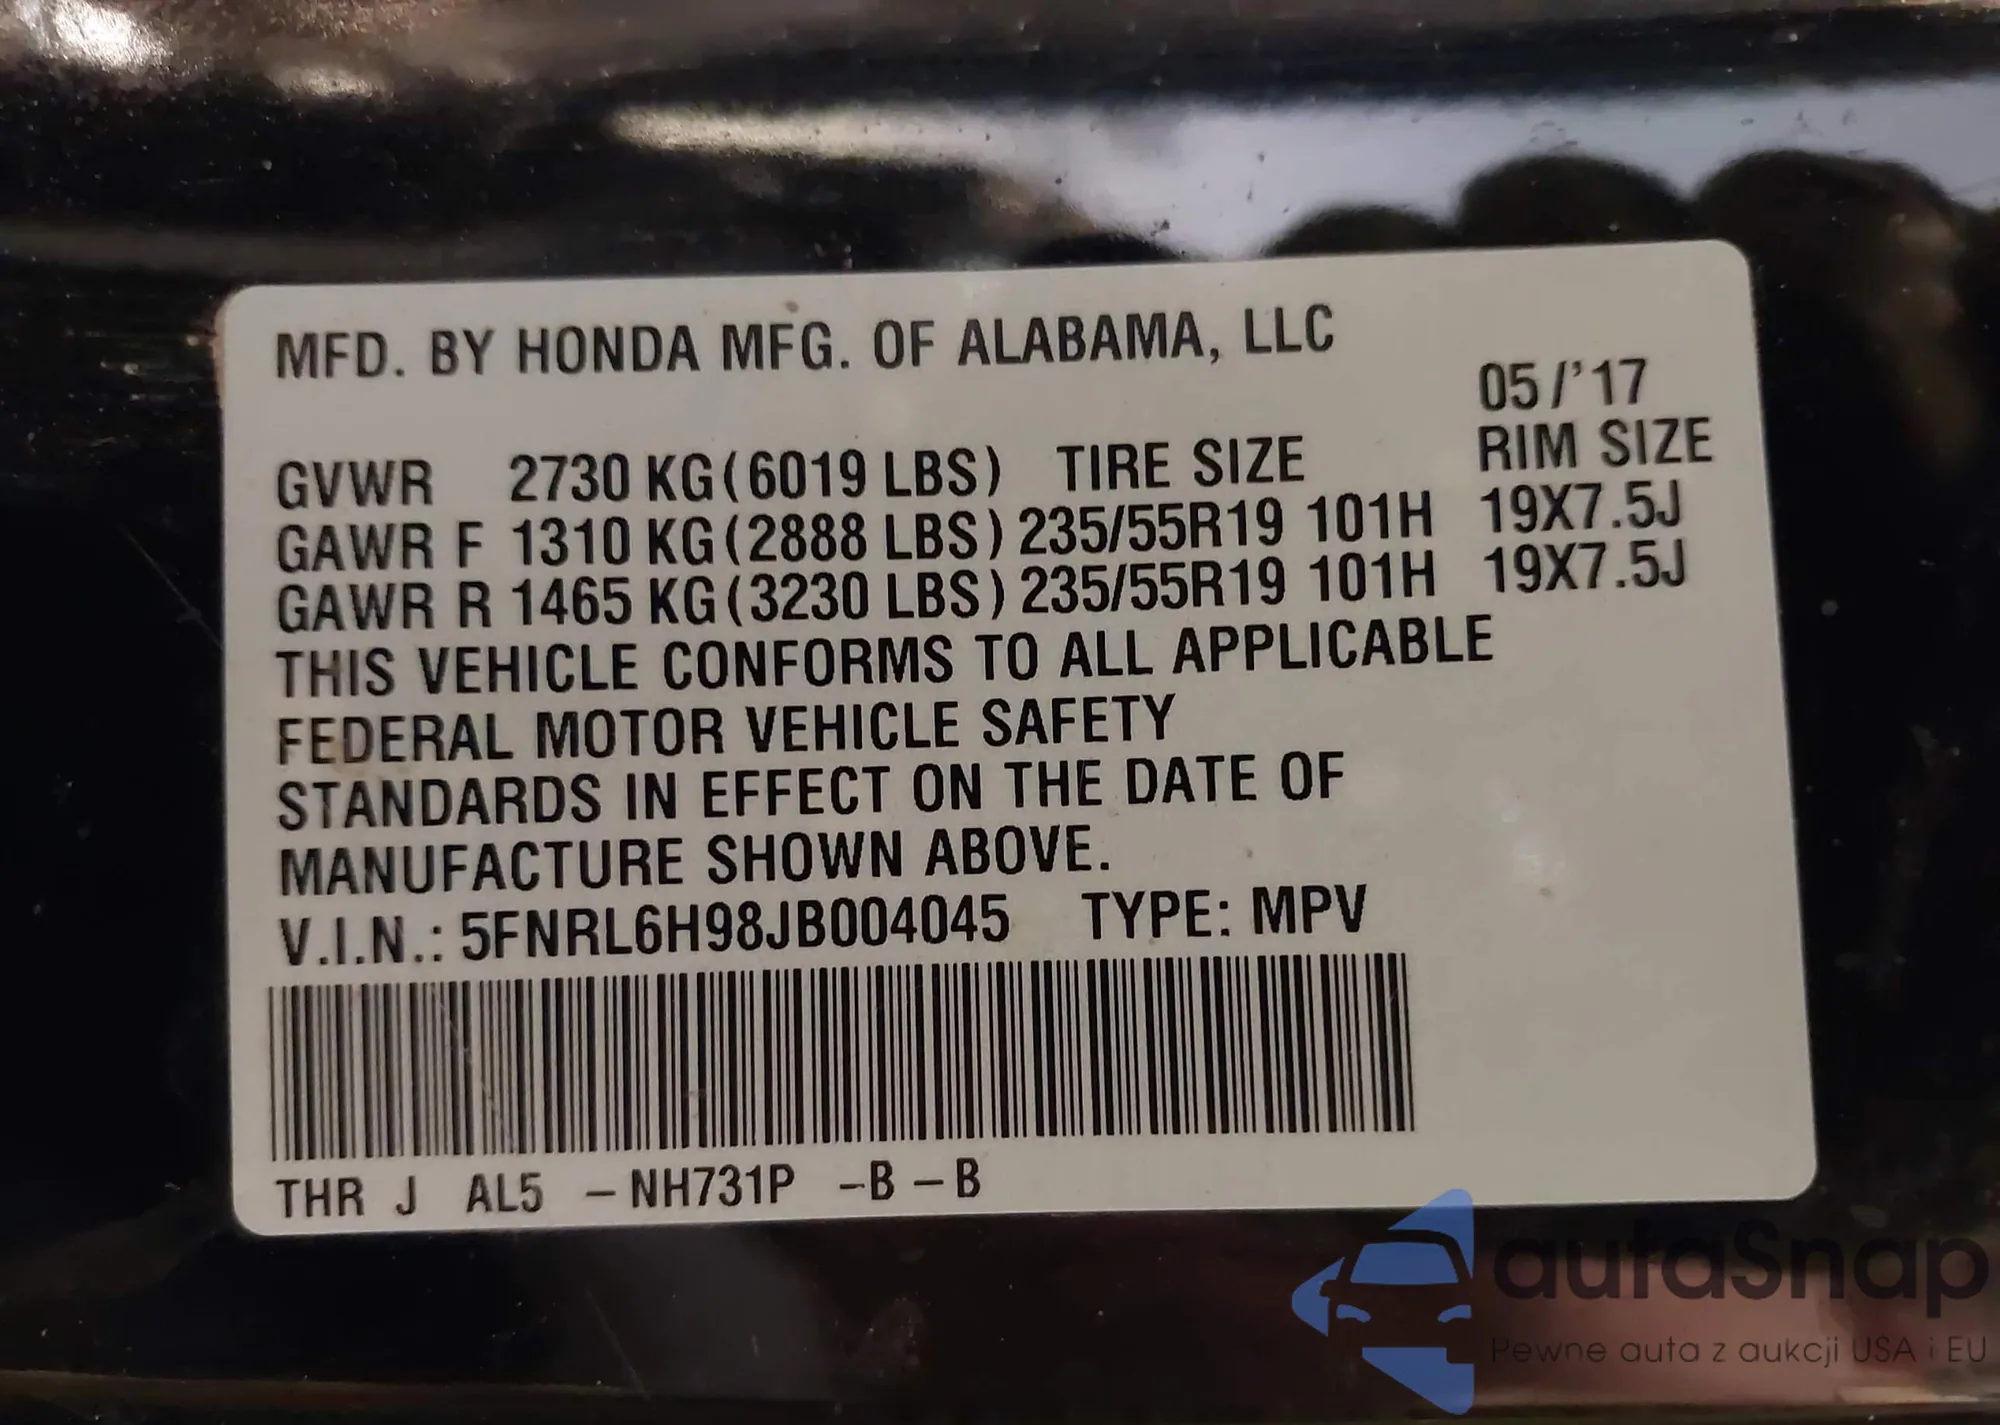 MFD. BY HONDA MFG. OF ALABAMA, LLC
05/'17
GVWR 2730 KG(6019 LBS) TIRE SIZE RIM SIZE
GAWR F 1310 KG(2888 LBS) 235/55R19 101H 19X7.5J
GAWR R 1465 KG(3230 LBS) 235/55R19 101H 19X7.5J
THIS VEHICLE CONFORMS TO ALL APPLICABLE
FEDERAL MOTOR VEHICLE SAFETY
STANDARDS IN EFFECT ON THE DATE OF
MANUFACTURE SHOWN ABOVE.
V.I.N.: 5FNRL6H98JB004045 TYPE: MPV
THR J AL5 –NH731P –B –B
autaSnap
Pewne auta z aukcji USA i EU